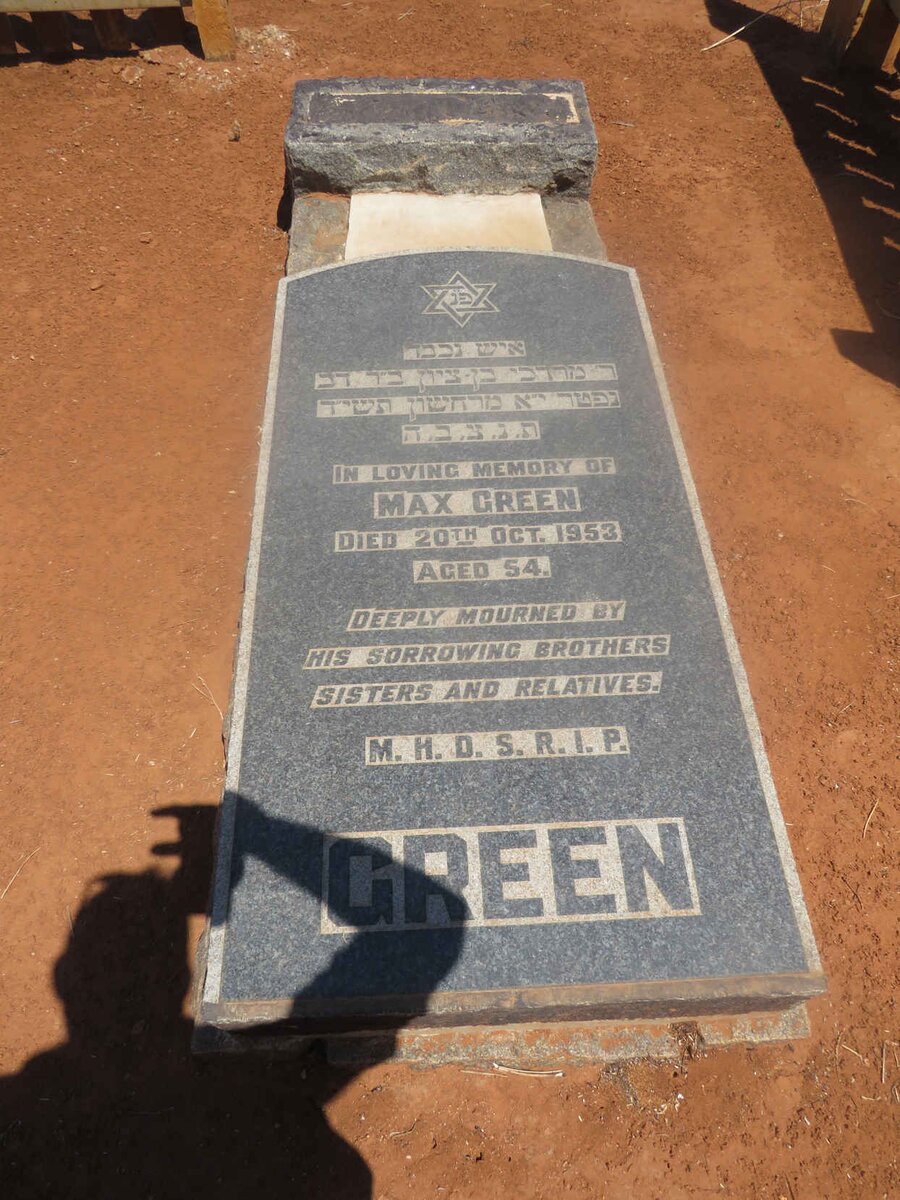 פנ
איש נכבד
ר׳ מרדכי בן-ציון ב״ר דב
נפטר י״א מרחשון תשי״ד
ת.נ.צ.ב.ה
IN LOVING MEMORY OF
MAX GREEN
DIED 20TH OCT. 1953
AGED 54.
DEEPLY MOURNED BY
HIS SORROWING BROTHERS
SISTERS AND RELATIVES.
M. H. D. S. R. I. P.
GREEN